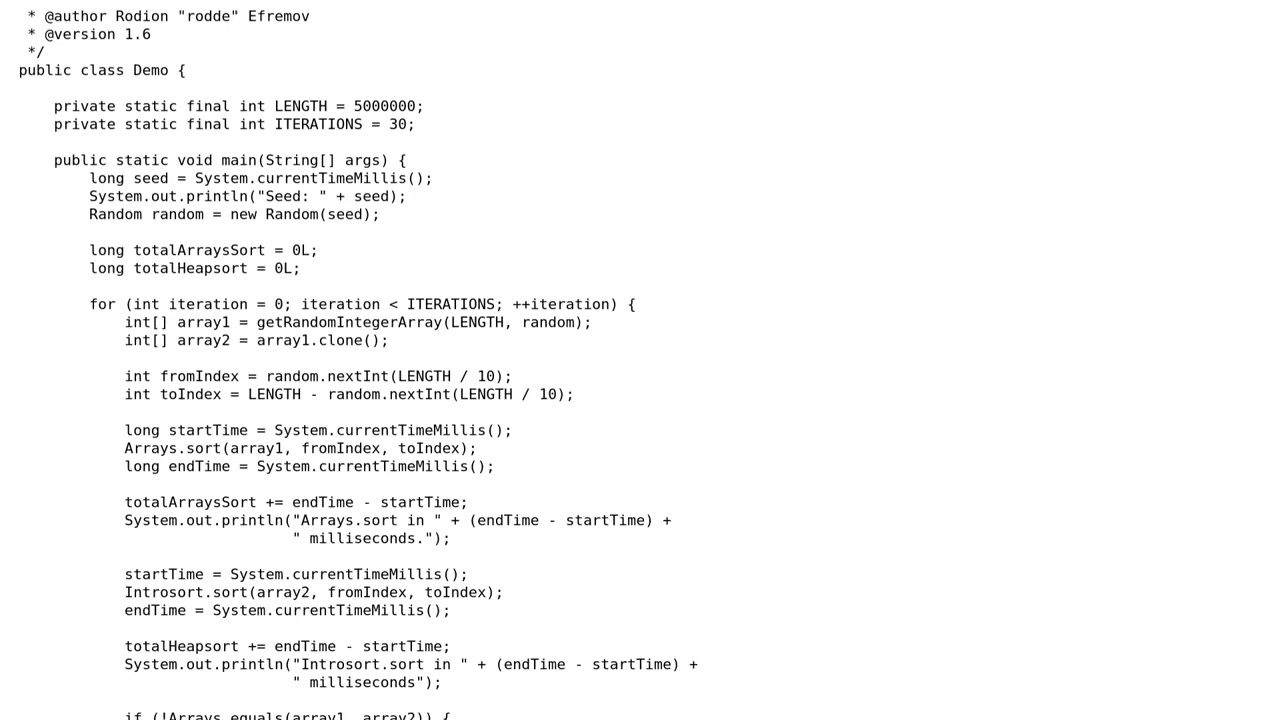 * @author Rodion "rodde" Efremov
 * @version 1.6
 */
public class Demo {

    private static final int LENGTH = 5000000;
    private static final int ITERATIONS = 30;

    public static void main(String[] args) {
        long seed = System.currentTimeMillis();
        System.out.println("Seed: " + seed);
        Random random = new Random(seed);

        long totalArraysSort = 0L;
        long totalHeapsort = 0L;

        for (int iteration = 0; iteration < ITERATIONS; ++iteration) {
            int[] array1 = getRandomIntegerArray(LENGTH, random);
            int[] array2 = array1.clone();

            int fromIndex = random.nextInt(LENGTH / 10);
            int toIndex = LENGTH - random.nextInt(LENGTH / 10);

            long startTime = System.currentTimeMillis();
            Arrays.sort(array1, fromIndex, toIndex);
            long endTime = System.currentTimeMillis();

            totalArraysSort += endTime - startTime;
            System.out.println("Arrays.sort in " + (endTime - startTime) +
                               " milliseconds.");

            startTime = System.currentTimeMillis();
            Introsort.sort(array2, fromIndex, toIndex);
            endTime = System.currentTimeMillis();

            totalHeapsort += endTime - startTime;
            System.out.println("Introsort.sort in " + (endTime - startTime) +
                               " milliseconds");

            if (!Arrays.equals(array1, array2)) {